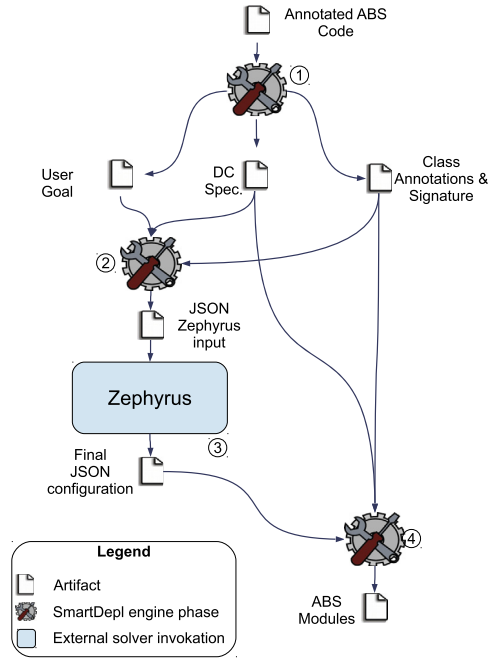 Annotated ABS
Code
1
User
Goal
DC
Spec.
Class
Annotations &
Signature
2
JSON
Zephyrus
input
Zephyrus
3
Final
JSON
configuration
4
ABS
Modules
Legend
Artifact
SmartDepl engine phase
External solver invokation